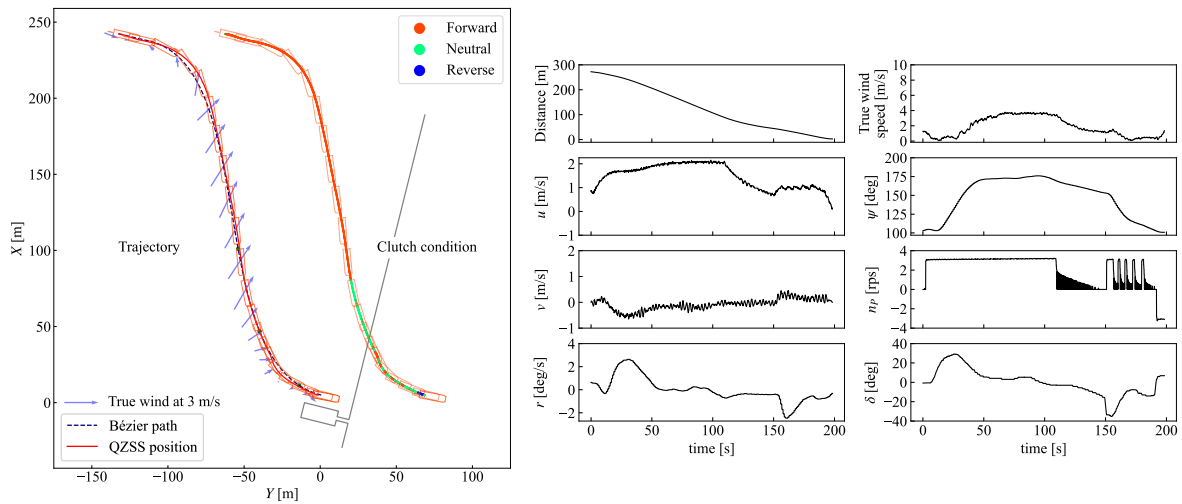 250
200
150
100
50
0
−150
−100
−50
0
50
100
X [m]
Y [m]
Forward
Neutral
Reverse
Trajectory
Clutch condition
True wind at 3 m/s
Bézier path
QZSS position
300
200
100
0
Distance
[m]
10
8
6
4
2
0
True wind
speed [m/s]
2
1
0
−1
u [m/s]
175
150
125
100
ψ [deg]
1
0
−1
v [m/s]
4
2
0
−2
−4
n_P [rps]
2
0
−2
r [deg/s]
40
20
0
−20
−40
δ [deg]
0
50
100
150
200
time [s]
0
50
100
150
200
time [s]